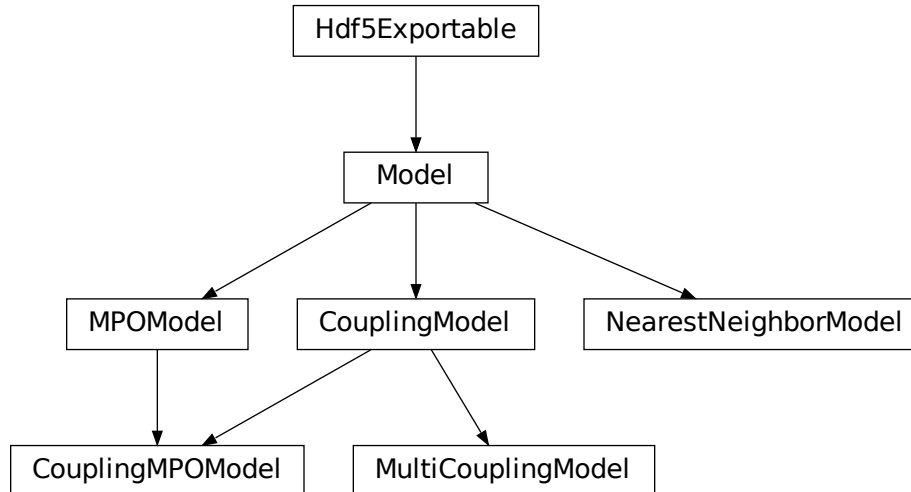 Hdf5Exportable
Model
MPOModel
CouplingModel
NearestNeighborModel
CouplingMPOModel
MultiCouplingModel